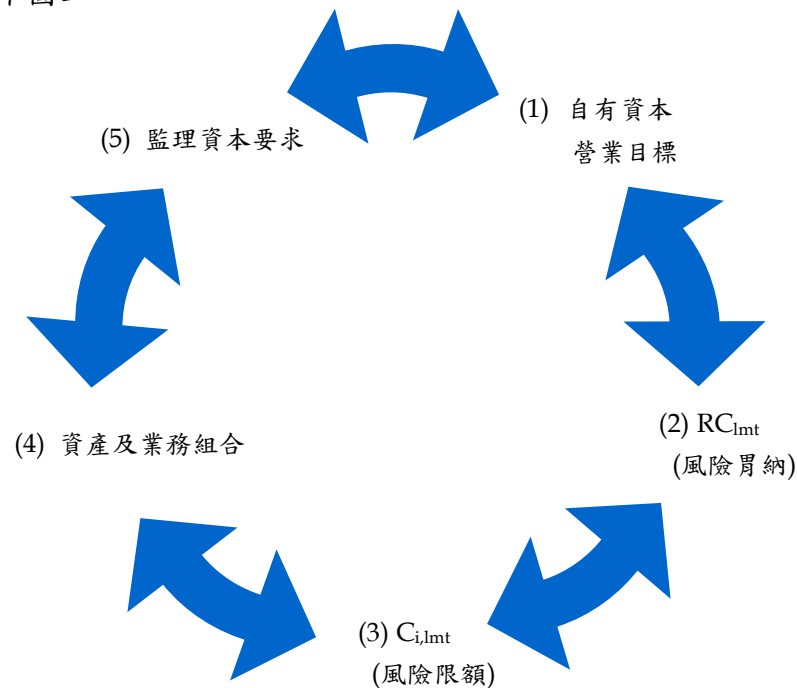 (1) 自有資本
營業目標
(5) 監理資本要求
(2) RClmt
(風險胃納)
(4) 資產及業務組合
(3) Ci,lmt
(風險限額)